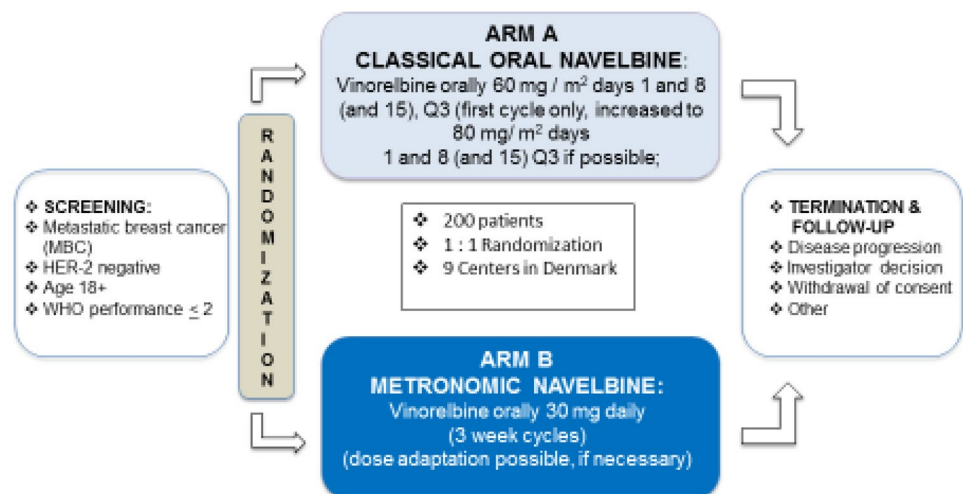 ❖ SCREENING:
❖ Metastatic breast cancer
(MBC)
❖ HER-2 negative
❖ Age 18+
❖ WHO performance ≤ 2
RANDOMIZATION
ARM A
CLASSICAL ORAL NAVELBINE:
Vinorelbine orally 60 mg / m² days 1 and 8
(and 15), Q3 (first cycle only, increased to
80 mg/ m² days
1 and 8 (and 15) Q3 if possible;
❖ 200 patients
❖ 1 : 1 Randomization
❖ 9 Centers in Denmark
ARM B
METRONOMIC NAVELBINE:
Vinorelbine orally 30 mg daily
(3 week cycles)
(dose adaptation possible, if necessary)
❖ TERMINATION &
FOLLOW-UP
❖ Disease progression
❖ Investigator decision
❖ Withdrawal of consent
❖ Other